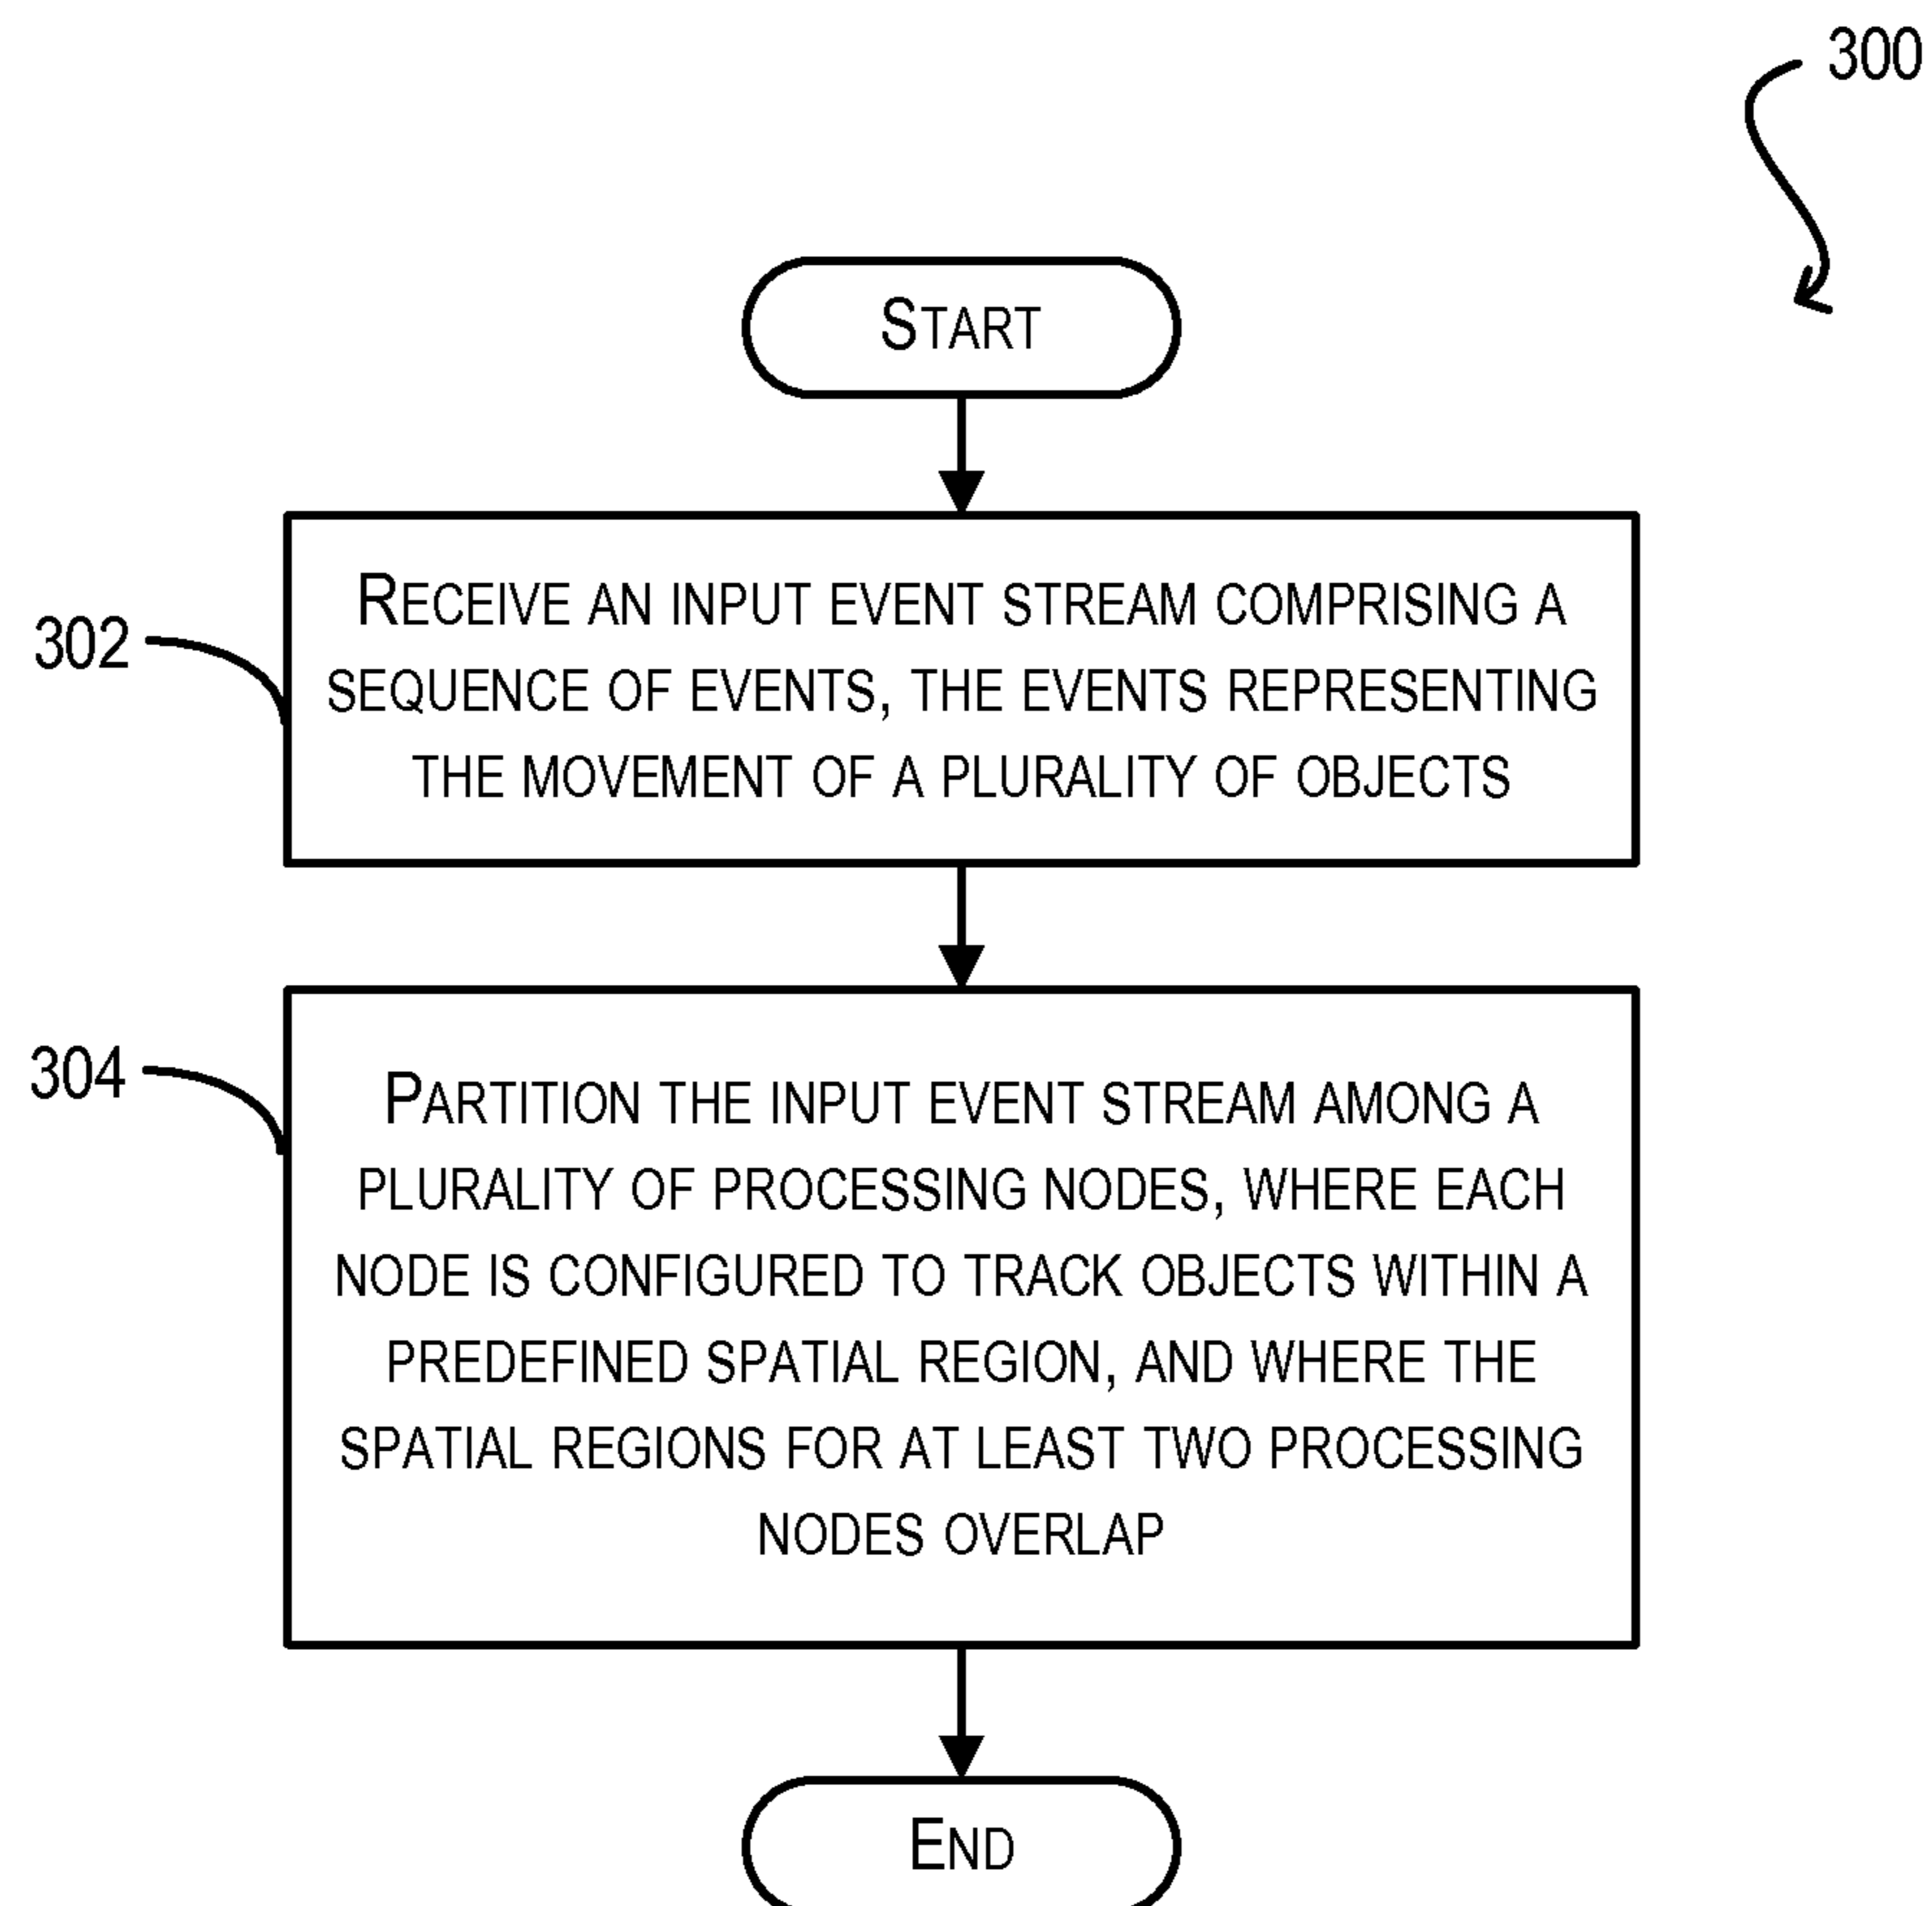 300
START
302
RECEIVE AN INPUT EVENT STREAM COMPRISING A
SEQUENCE OF EVENTS, THE EVENTS REPRESENTING
THE MOVEMENT OF A PLURALITY OF OBJECTS
304
PARTITION THE INPUT EVENT STREAM AMONG A
PLURALITY OF PROCESSING NODES, WHERE EACH
NODE IS CONFIGURED TO TRACK OBJECTS WITHIN A
PREDEFINED SPATIAL REGION, AND WHERE THE
SPATIAL REGIONS FOR AT LEAST TWO PROCESSING
NODES OVERLAP
END